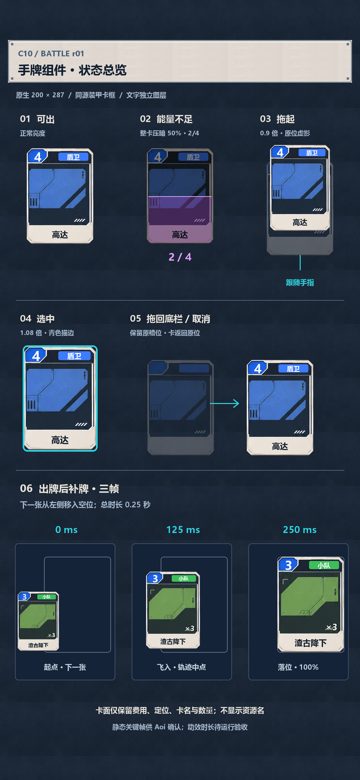 C10 / BATTLE r01
手牌组件・状态总览
原生 200 × 287 / 同源装甲卡框 / 文字独立图层
01 可出
正常亮度
4 盾卫
高达
02 能量不足
整卡压暗 50%・2/4
4 盾卫
高达
2 / 4
03 拖起
0.9 倍・原位虚影
4 盾卫
高达
跟随手指
04 选中
1.08 倍・青色描边
4 盾卫
高达
05 拖回底栏 / 取消
保留原槽位・卡返回原位
4 盾卫
高达
06 出牌后补牌・三帧
下一张从左侧移入空位；总时长 0.25 秒
0 ms
3 小队
×3
渣古降下
起点・下一张
125 ms
3 小队
×3
渣古降下
飞入・轨迹中点
250 ms
3 小队
×3
渣古降下
落位・100%
卡面仅保留费用、定位、卡名与数量；不显示资源名
静态关键帧供 Aoi 确认；动效时长待运行验收